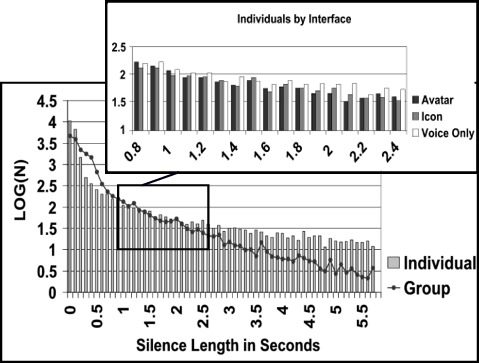 Individuals by Interface
2.5
2
1.5
1
0.8 1 1.2 1.4 1.6 1.8 2 2.2 2.4
Avatar
Icon
Voice Only
LOG(N)
4.5
4
3.5
3
2.5
2
1.5
1
0.5
0
0 0.5 1 1.5 2 2.5 3 3.5 4 4.5 5 5.5
Silence Length in Seconds
Individual
Group